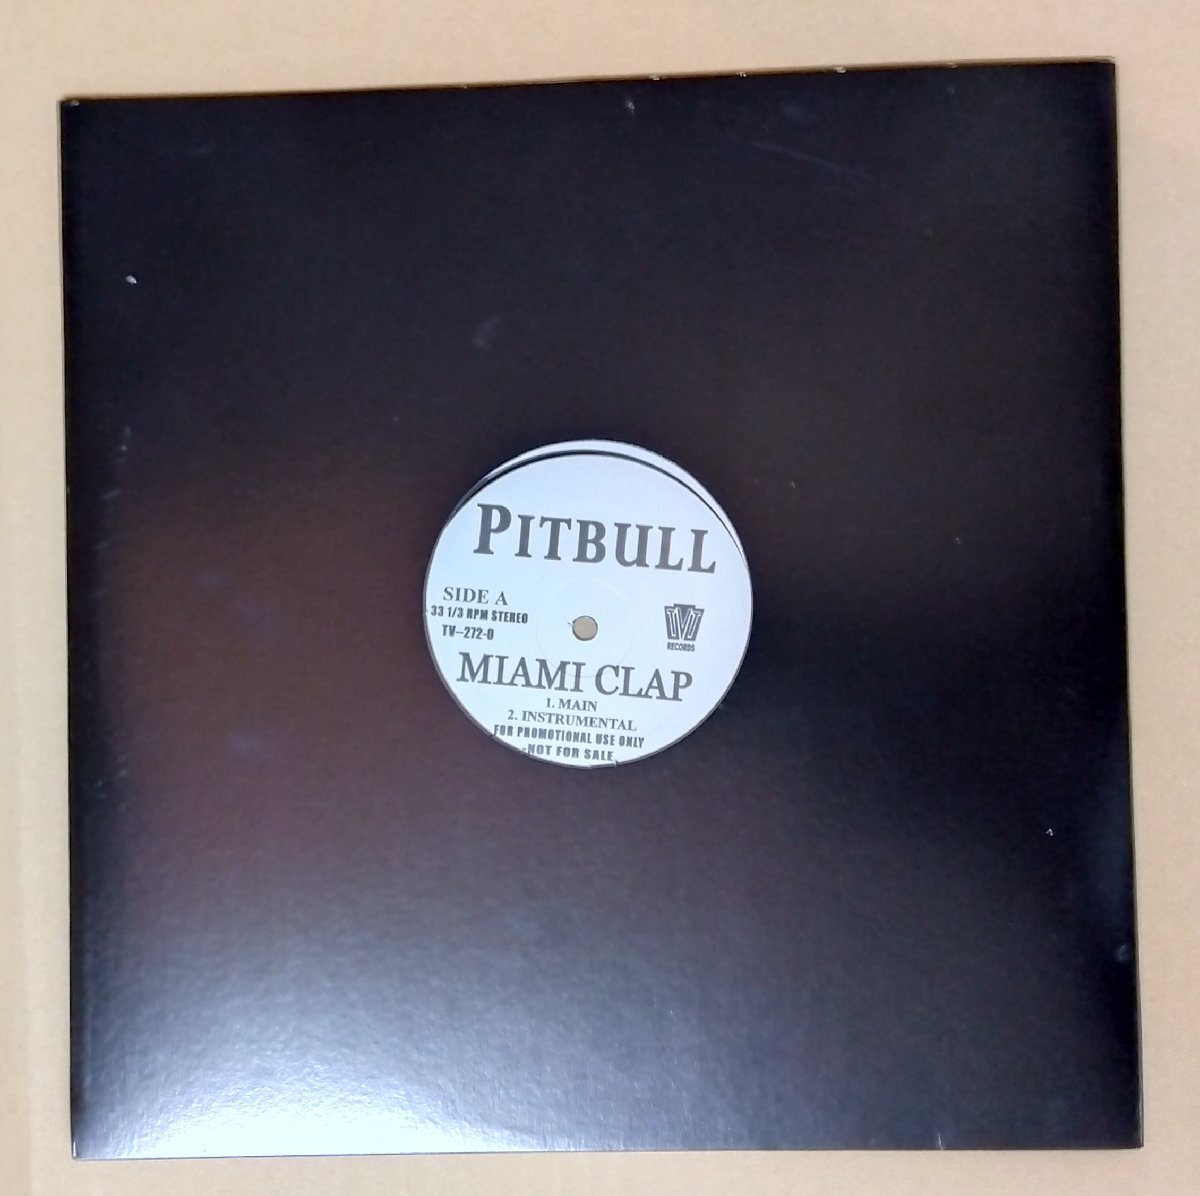 PITBULL
SIDE A
33 1/3 RPM STEREO
TV-272-0
TVT
RECORDS
MIAMI CLAP
1. MAIN
2. INSTRUMENTAL
FOR PROMOTIONAL USE ONLY
-NOT FOR SALE